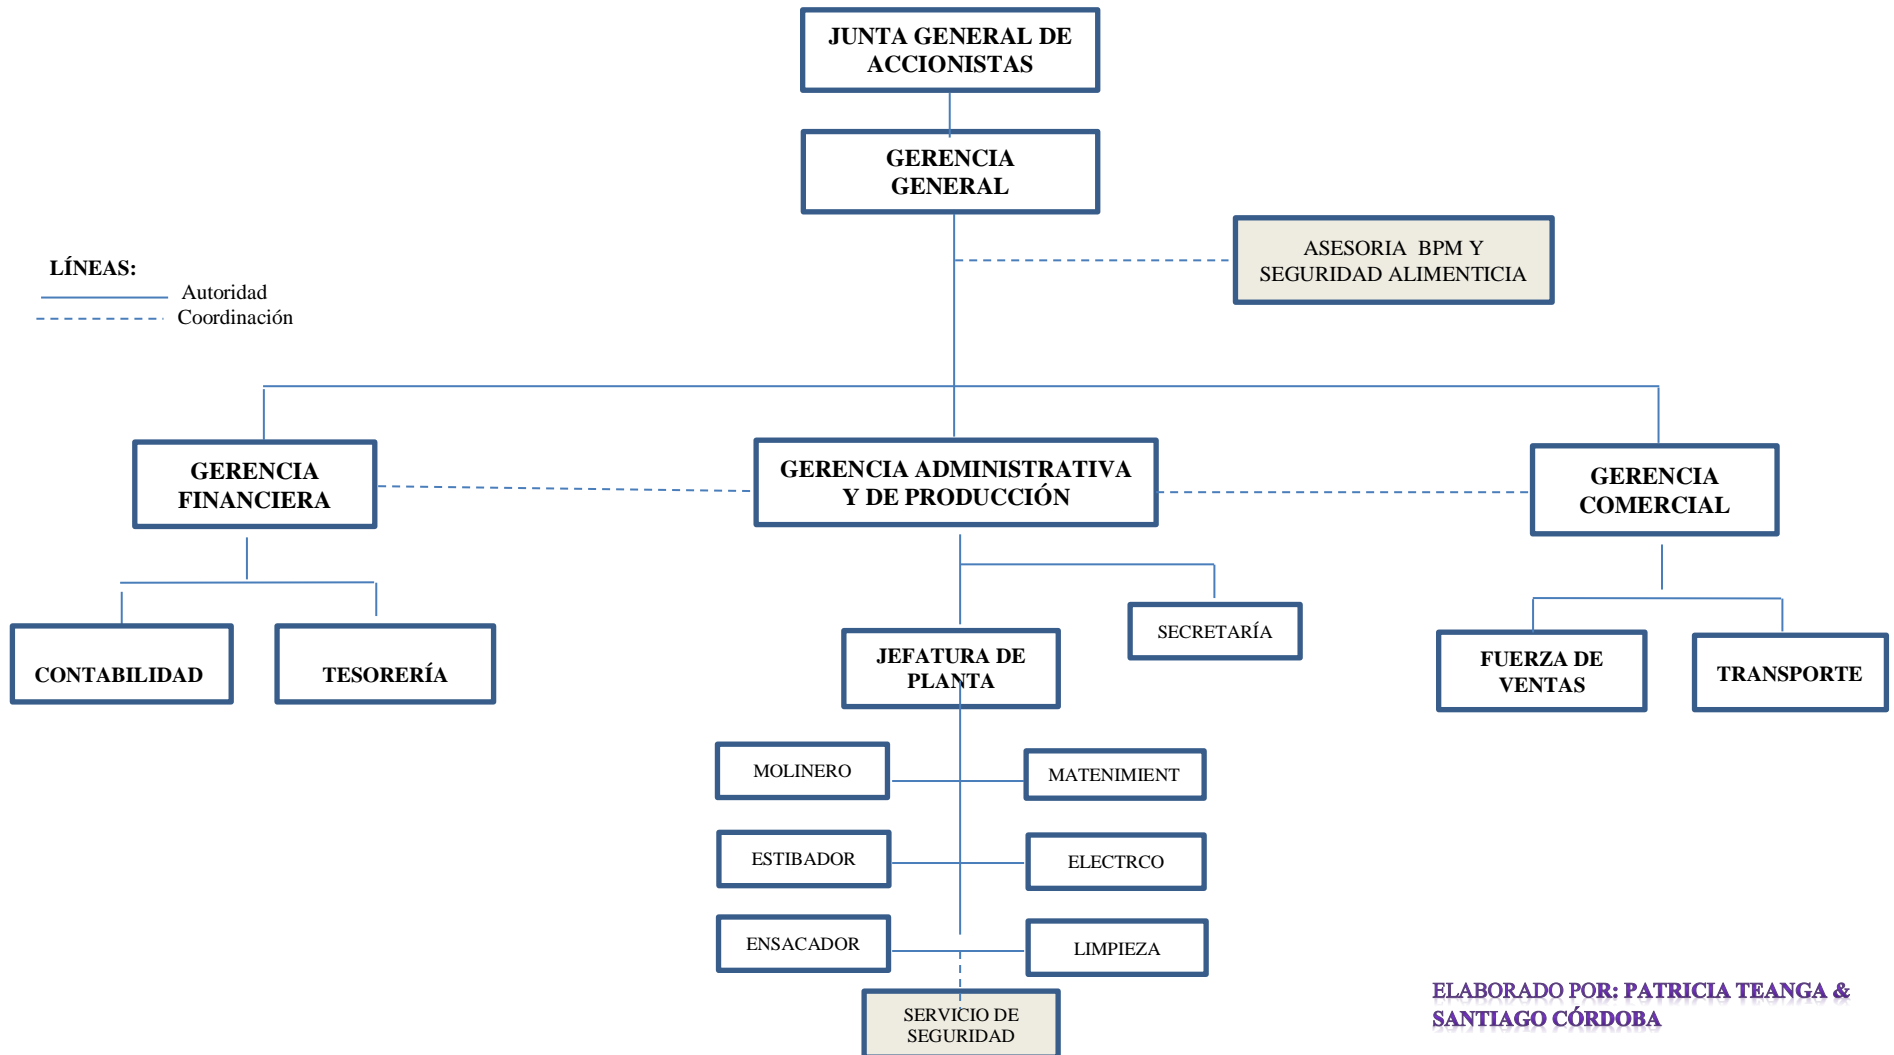 JUNTA GENERAL DE
ACCIONISTAS
GERENCIA
GENERAL
ASESORIA BPM Y
SEGURIDAD ALIMENTICIA
LÍNEAS:
Autoridad
Coordinación
GERENCIA
FINANCIERA
GERENCIA ADMINISTRATIVA
Y DE PRODUCCIÓN
GERENCIA
COMERCIAL
CONTABILIDAD
TESORERÍA
JEFATURA DE
PLANTA
SECRETARÍA
FUERZA DE
VENTAS
TRANSPORTE
MOLINERO
MATENIMIENT
ESTIBADOR
ELECTRCO
ENSACADOR
LIMPIEZA
SERVICIO DE
SEGURIDAD
ELABORADO POR: PATRICIA TEANGA &
SANTIAGO CÓRDOBA